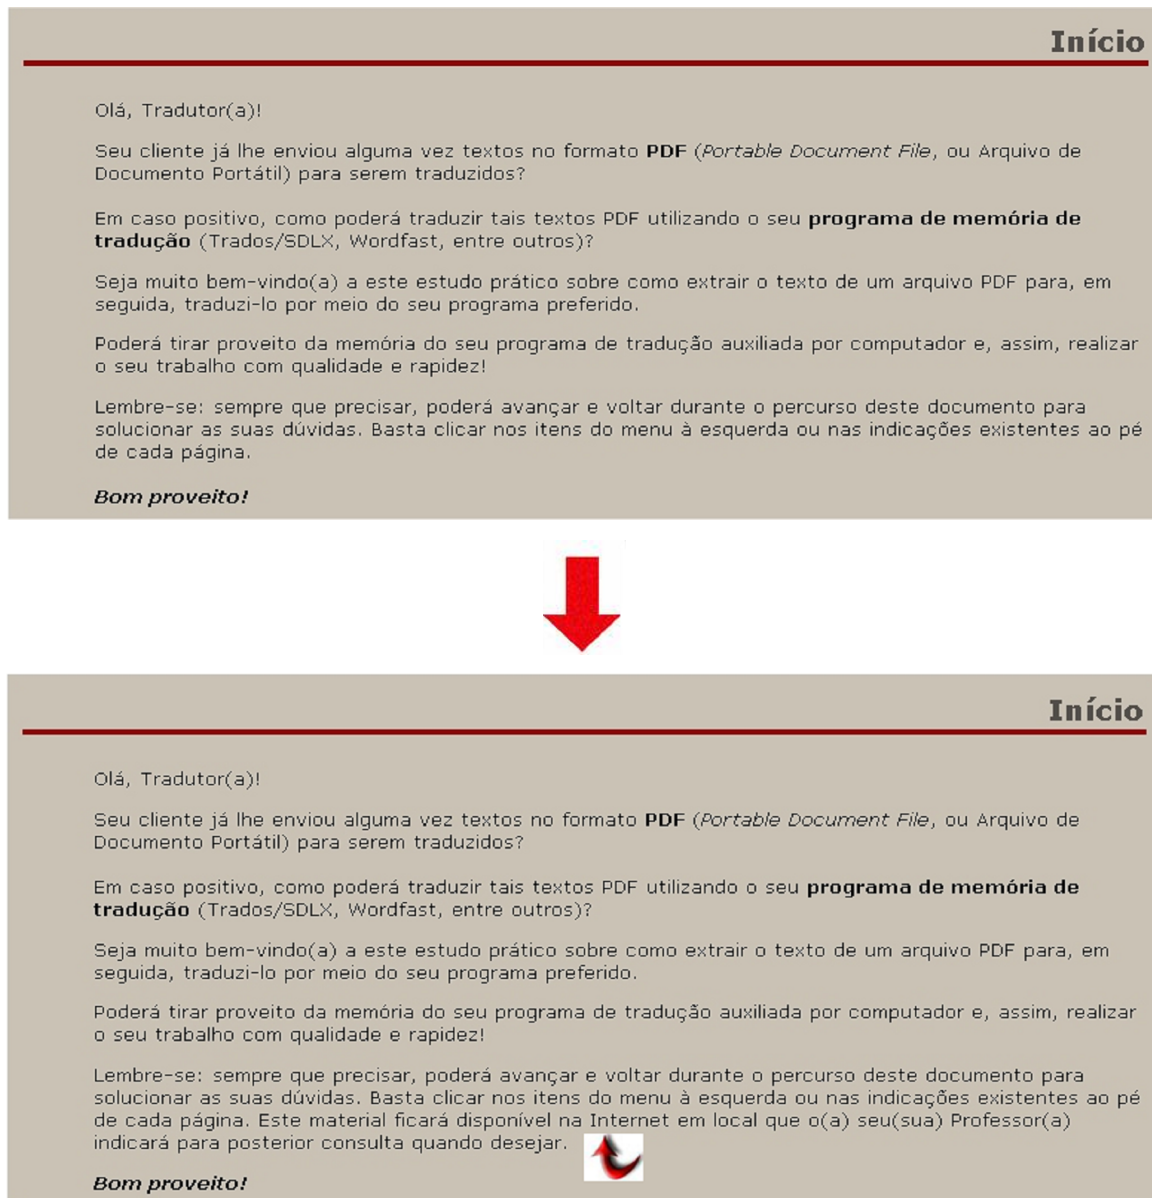 Início
Olá, Tradutor(a)!
Seu cliente já lhe enviou alguma vez textos no formato PDF (Portable Document File, ou Arquivo de
Documento Portátil) para serem traduzidos?
Em caso positivo, como poderá traduzir tais textos PDF utilizando o seu programa de memória de
tradução (Trados/SDLX, Wordfast, entre outros)?
Seja muito bem-vindo(a) a este estudo prático sobre como extrair o texto de um arquivo PDF para, em
seguida, traduzi-lo por meio do seu programa preferido.
Poderá tirar proveito da memória do seu programa de tradução auxiliada por computador e, assim, realizar
o seu trabalho com qualidade e rapidez!
Lembre-se: sempre que precisar, poderá avançar e voltar durante o percurso deste documento para
solucionar as suas dúvidas. Basta clicar nos itens do menu à esquerda ou nas indicações existentes ao pé
de cada página.
Bom proveito!
Início
Olá, Tradutor(a)!
Seu cliente já lhe enviou alguma vez textos no formato PDF (Portable Document File, ou Arquivo de
Documento Portátil) para serem traduzidos?
Em caso positivo, como poderá traduzir tais textos PDF utilizando o seu programa de memória de
tradução (Trados/SDLX, Wordfast, entre outros)?
Seja muito bem-vindo(a) a este estudo prático sobre como extrair o texto de um arquivo PDF para, em
seguida, traduzi-lo por meio do seu programa preferido.
Poderá tirar proveito da memória do seu programa de tradução auxiliada por computador e, assim, realizar
o seu trabalho com qualidade e rapidez!
Lembre-se: sempre que precisar, poderá avançar e voltar durante o percurso deste documento para
solucionar as suas dúvidas. Basta clicar nos itens do menu à esquerda ou nas indicações existentes ao pé
de cada página. Este material ficará disponível na Internet em local que o(a) seu(sua) Professor(a)
indicará para posterior consulta quando desejar.
Bom proveito!